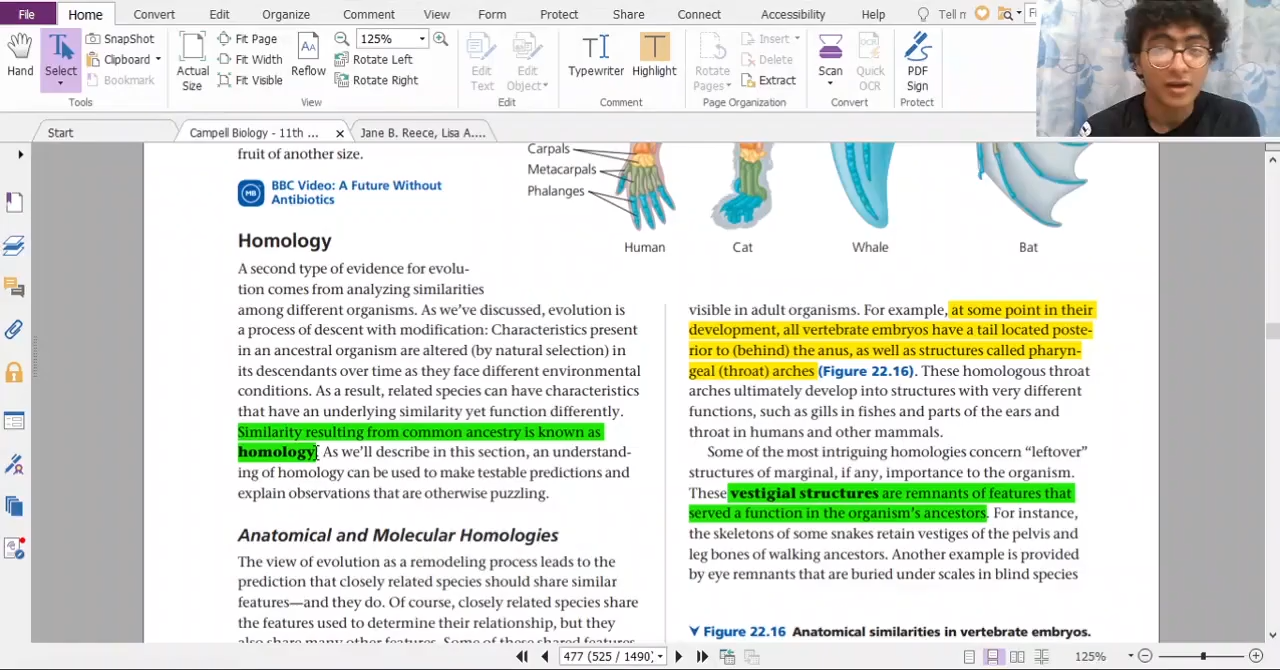 File Home Convert Edit Organize Comment View Form Protect Share Connect Accessibility Help Tell
Hand
Select
SnapShot
Clipboard
Bookmark
Tools
Actual Size
Fit Page
Fit Width
Fit Visible
Reflow
125%
Rotate Left
Rotate Right
View
Edit Text
Edit Object
Edit
Typewriter
Highlight
Comment
Rotate Pages
Insert
Delete
Extract
Page Organization
Scan
Quick OCR
Convert
PDF Sign
Protect
Start
Campell Biology - 11th ...
Jane B. Reece, Lisa A....
fruit of another size.
MB
BBC Video: A Future Without
Antibiotics
Carpals
Metacarpals
Phalanges
Human
Cat
Whale
Bat
Homology
A second type of evidence for evolu-
tion comes from analyzing similarities
among different organisms. As we’ve discussed, evolution is
a process of descent with modification: Characteristics present
in an ancestral organism are altered (by natural selection) in
its descendants over time as they face different environmental
conditions. As a result, related species can have characteristics
that have an underlying similarity yet function differently.
Similarity resulting from common ancestry is known as
homology. As we’ll describe in this section, an understand-
ing of homology can be used to make testable predictions and
explain observations that are otherwise puzzling.
Anatomical and Molecular Homologies
The view of evolution as a remodeling process leads to the
prediction that closely related species should share similar
features—and they do. Of course, closely related species share
the features used to determine their relationship, but they
also share many other features. Some of these shared features
visible in adult organisms. For example, at some point in their
development, all vertebrate embryos have a tail located poste-
rior to (behind) the anus, as well as structures called pharyn-
geal (throat) arches (Figure 22.16). These homologous throat
arches ultimately develop into structures with very different
functions, such as gills in fishes and parts of the ears and
throat in humans and other mammals.
Some of the most intriguing homologies concern “leftover”
structures of marginal, if any, importance to the organism.
These vestigial structures are remnants of features that
served a function in the organism’s ancestors. For instance,
the skeletons of some snakes retain vestiges of the pelvis and
leg bones of walking ancestors. Another example is provided
by eye remnants that are buried under scales in blind species
Figure 22.16 Anatomical similarities in vertebrate embryos.
477 (525 / 1490)
125%